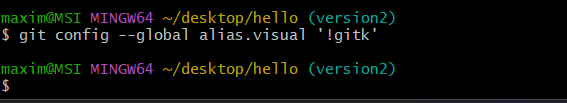 maxim@MSI MINGW64 ~/desktop/hello (version2)
$ git config --global alias.visual '!gitk'
maxim@MSI MINGW64 ~/desktop/hello (version2)
$